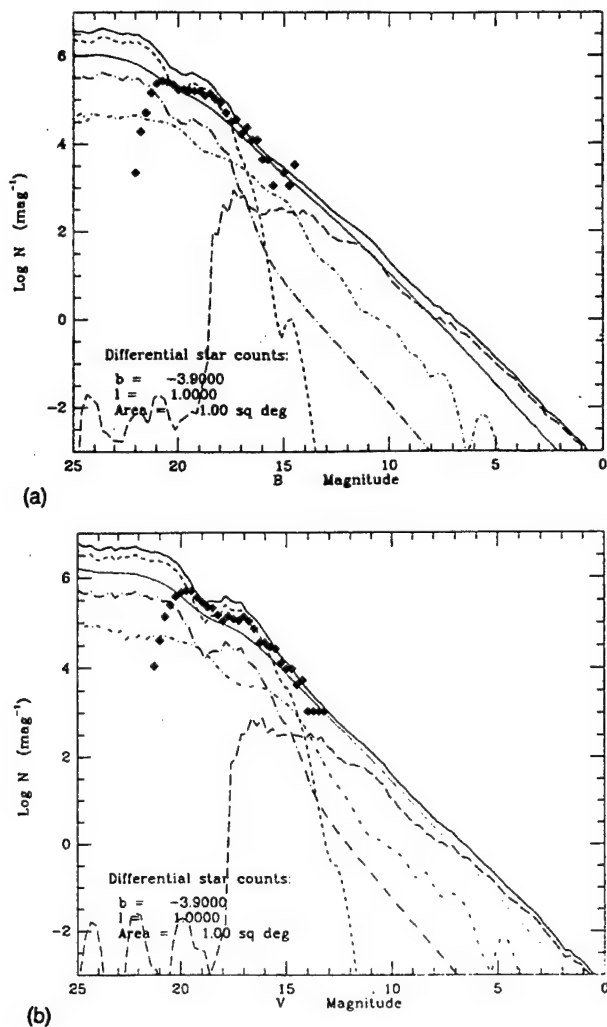 6
4
2
0
-2
Log N (mag⁻¹)
Differential star counts:
b = -3.9000
l = 1.0000
Area = 1.00 sq deg
25 20 15 10 5 0
B Magnitude
(a)
6
4
2
0
-2
Log N (mag⁻¹)
Differential star counts:
b = -3.9000
l = 1.0000
Area = 1.00 sq deg
25 20 15 10 5 0
V Magnitude
(b)